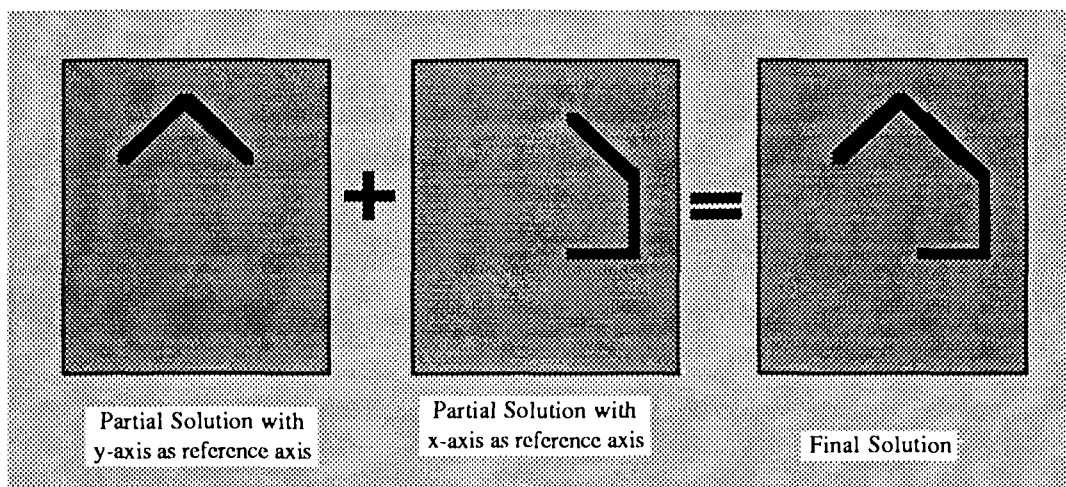 Partial Solution with
y-axis as reference axis
+
Partial Solution with
x-axis as reference axis
=
Final Solution